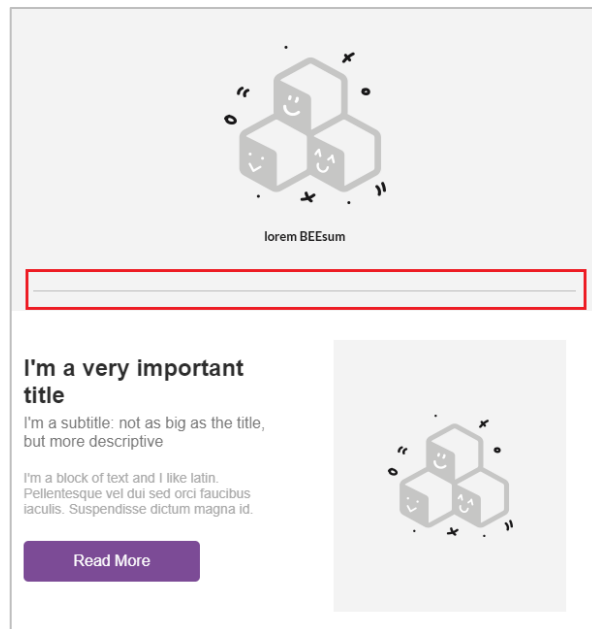 lorem BEEsum
I'm a very important
title
I'm a subtitle: not as big as the title,
but more descriptive
I'm a block of text and I like latin.
Pellentesque vel dui sed orci faucibus
iaculis. Suspendisse dictum magna id.
Read More